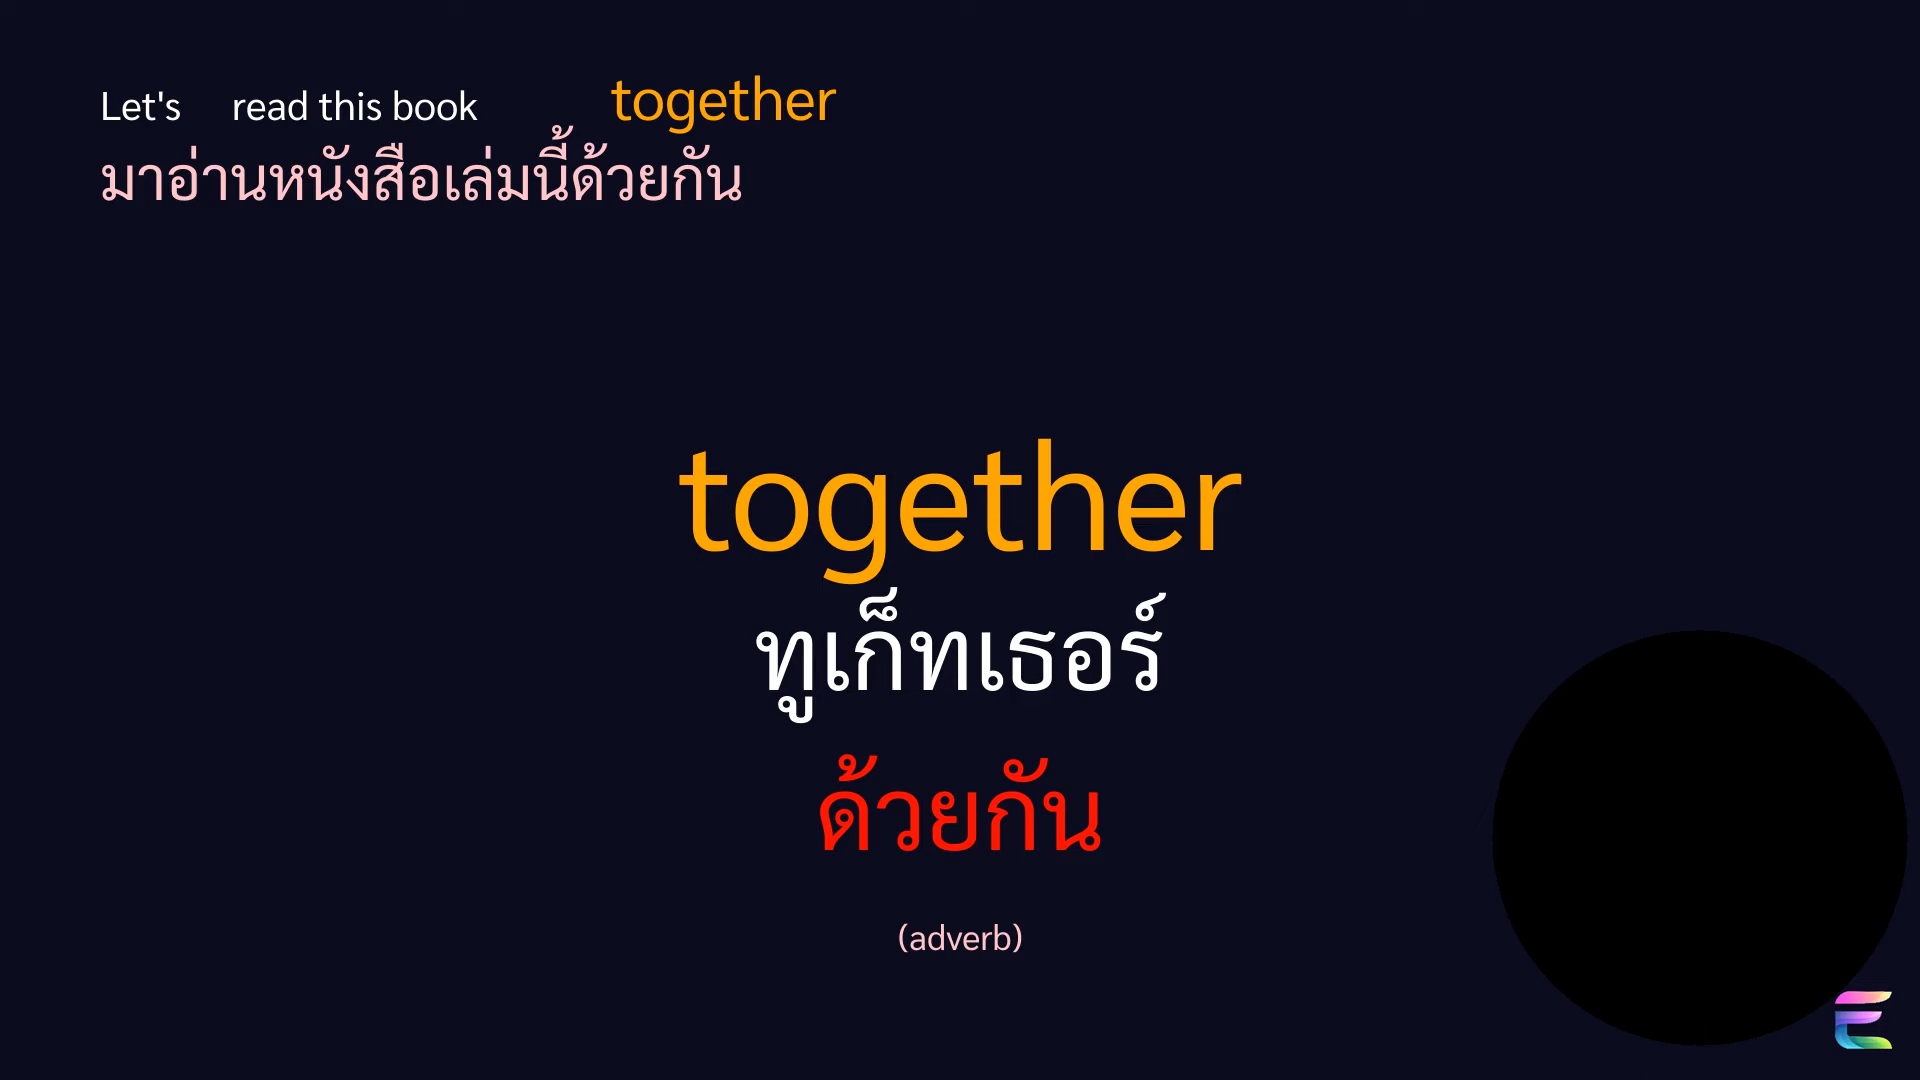 Let's read this book together
มาอ่านหนังสือเล่มนี้ด้วยกัน
together
ทูเก็ทเธอร์
ด้วยกัน
(adverb)